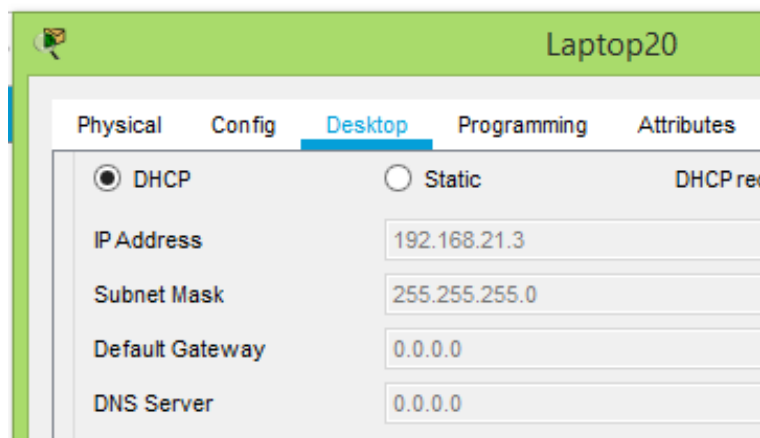 Laptop20
Physical Config Desktop Programming Attributes
DHCP Static DHCP
IP Address 192.168.21.3
Subnet Mask 255.255.255.0
Default Gateway 0.0.0.0
DNS Server 0.0.0.0